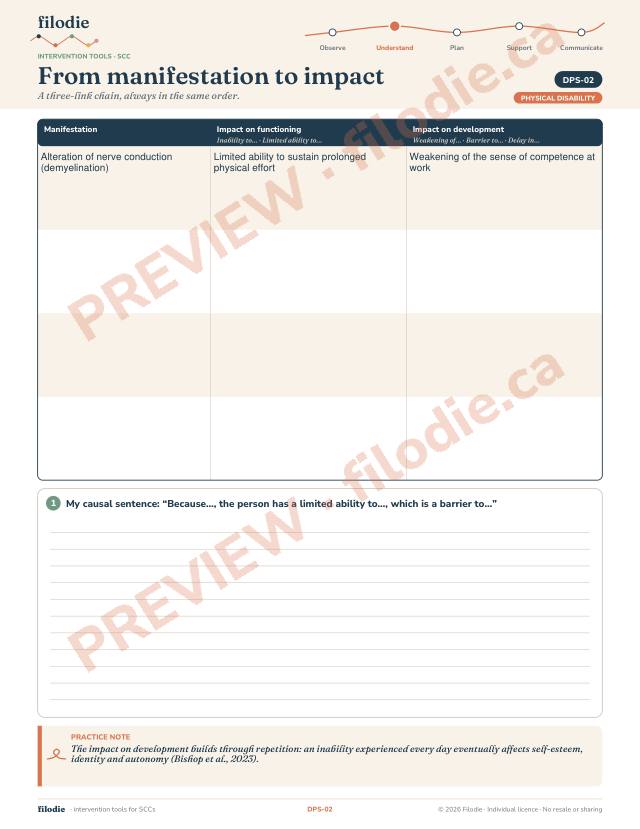 filodie
Observe Understand Plan Support Communicate
INTERVENTION TOOLS · SCC
From manifestation to impact
DPS-02
A three-link chain, always in the same order.
PHYSICAL DISABILITY
Manifestation Impact on functioning Impact on development
Inability to... · Limited ability to... Weakening of... · Barrier to... · Delay in...
Alteration of nerve conduction Limited ability to sustain prolonged Weakening of the sense of competence at
(demyelination) physical effort work
PREVIEW · filodie.ca
PREVIEW · filodie.ca
1 My causal sentence: “Because..., the person has a limited ability to..., which is a barrier to...”
PRACTICE NOTE
The impact on development builds through repetition: an inability experienced every day eventually affects self-esteem,
identity and autonomy (Bishop et al., 2023).
filodie · intervention tools for SCCs DPS-02 © 2026 Filodie · Individual licence · No resale or sharing